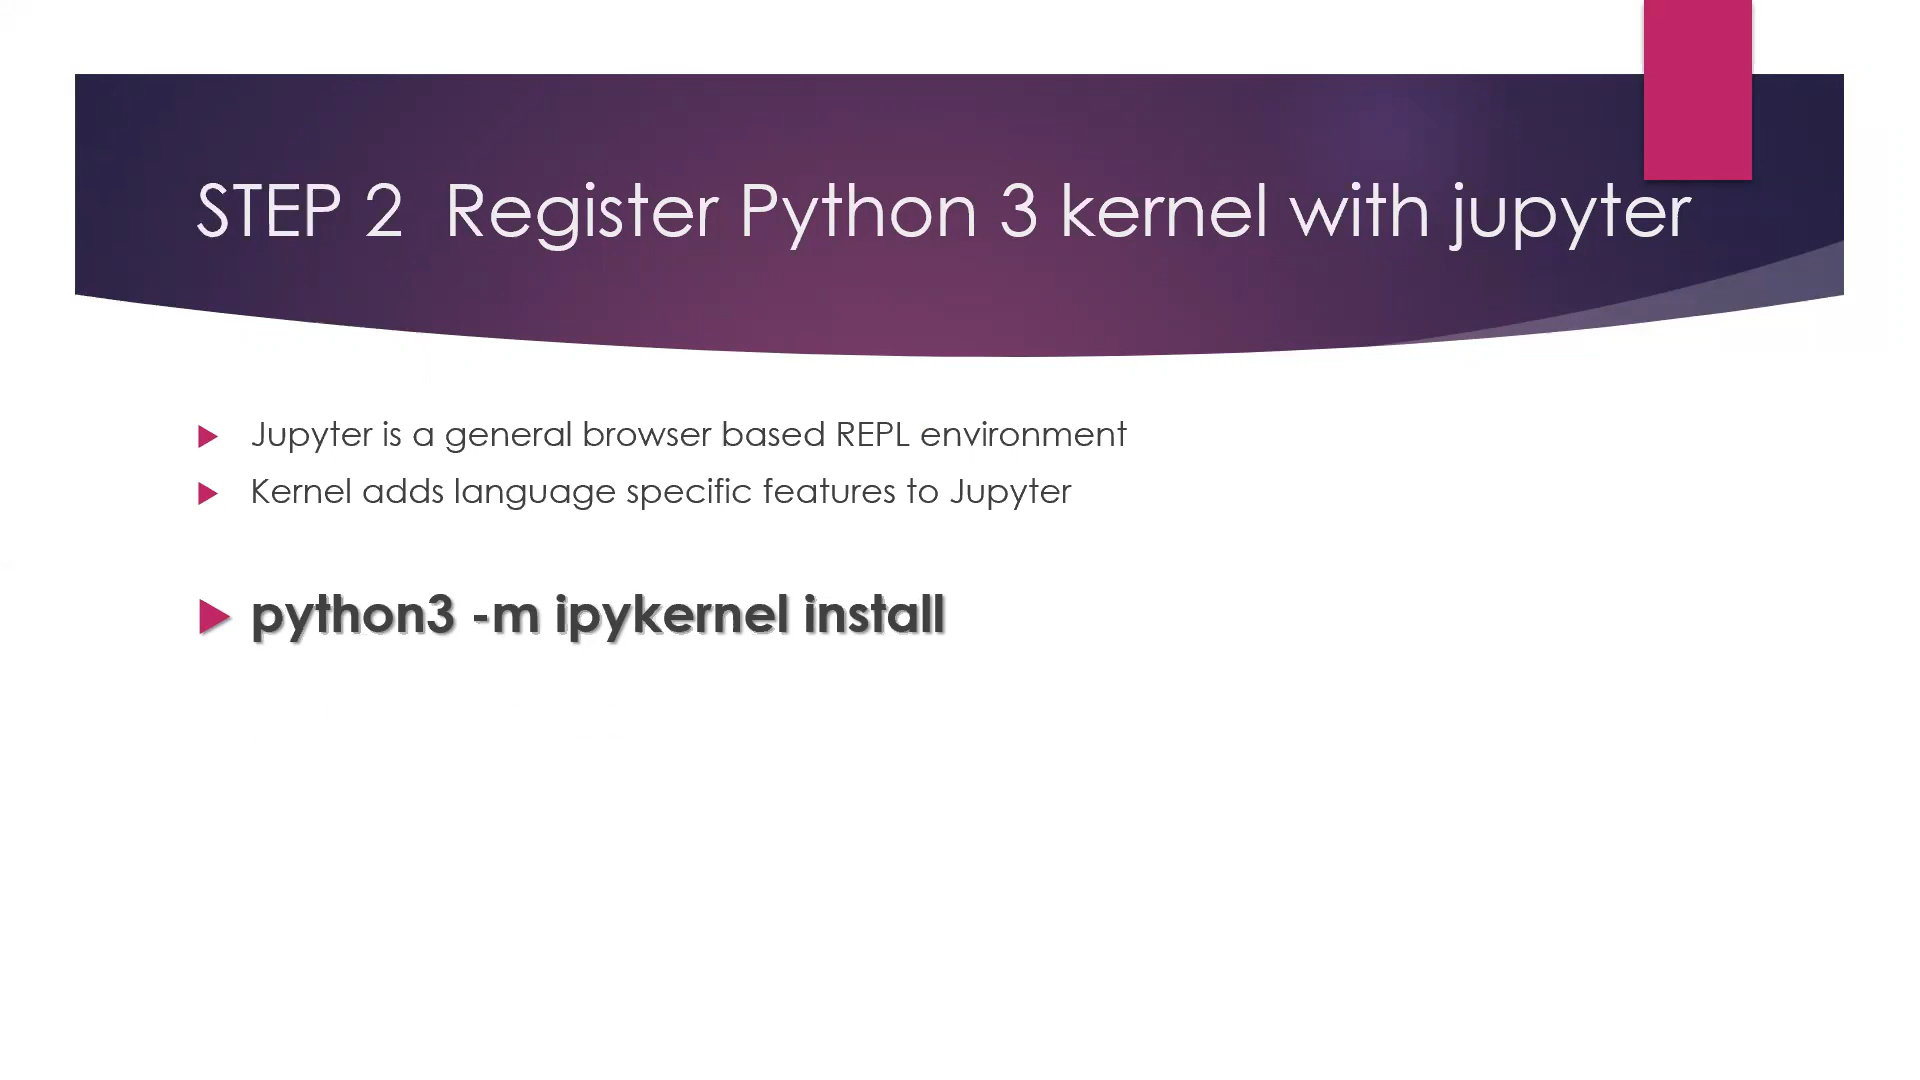 STEP 2  Register Python 3 kernel with jupyter
Jupyter is a general browser based REPL environment
Kernel adds language specific features to Jupyter
python3 -m ipykernel install